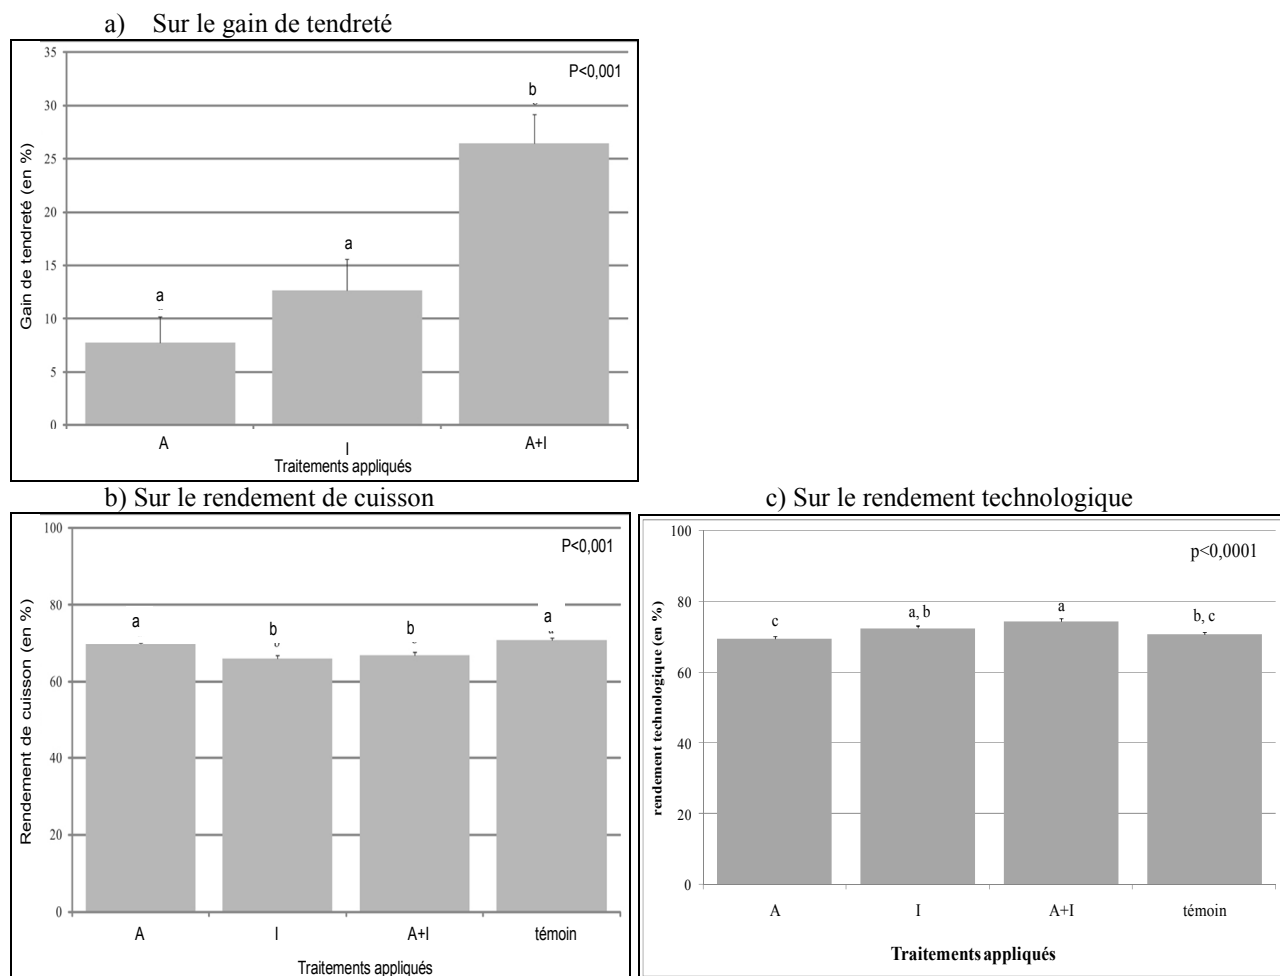 a) Sur le gain de tendreté
35
P<0,001
30
b
25
20
15
a
10
a
5
0
Gain de tendreté (en %)
A
I
A+I
Traitements appliqués
b) Sur le rendement de cuisson
100
P<0,001
80
a
b
b
a
60
40
20
0
Rendement de cuisson (en %)
A
I
A+I
témoin
Traitements appliqués
c) Sur le rendement technologique
100
p<0,0001
80
c
a, b
a
b, c
60
40
20
0
rendement technologique (en %)
A
I
A+I
témoin
Traitements appliqués